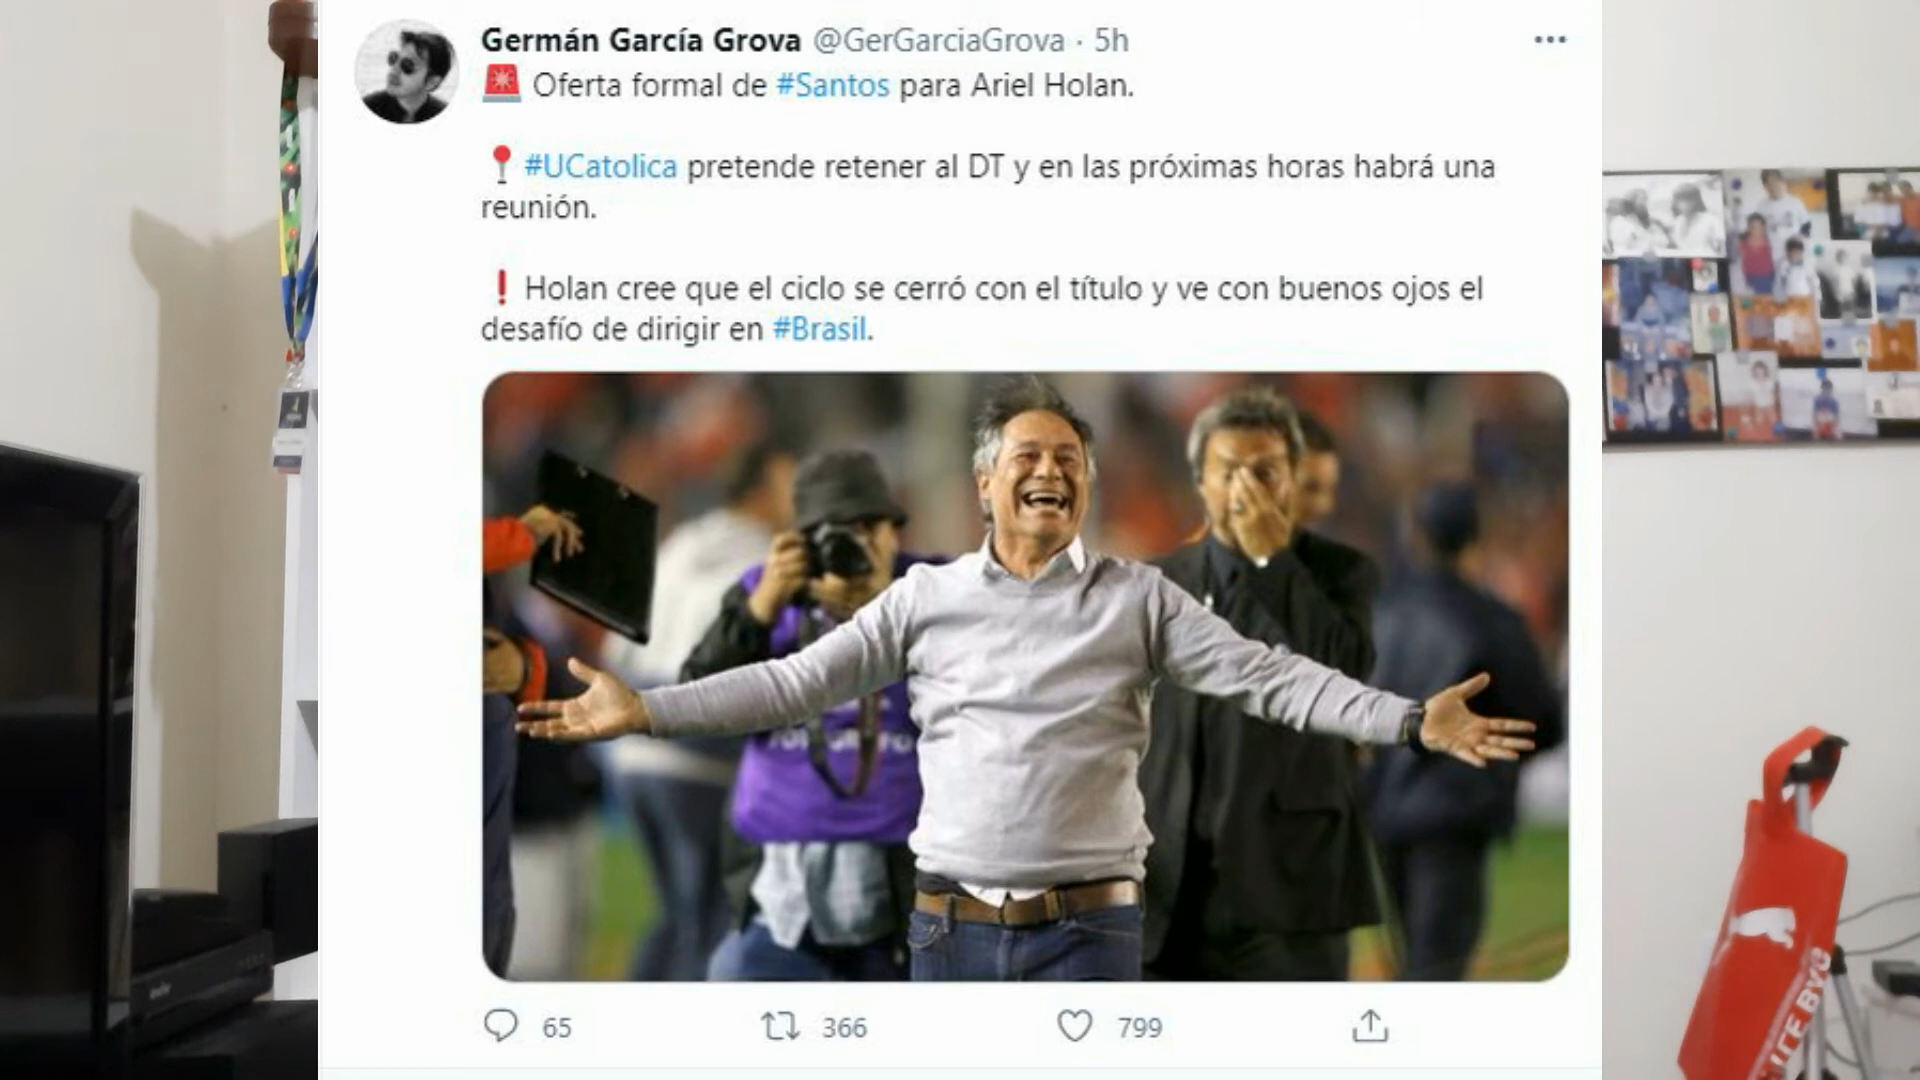 Germán García Grova @GerGarciaGrova · 5h
🚨 Oferta formal de #Santos para Ariel Holan.
📍 #UCatolica pretende retener al DT y en las próximas horas habrá una
reunión.
❗ Holan cree que el ciclo se cerró con el título y ve con buenos ojos el
desafío de dirigir en #Brasil.
65 366 799